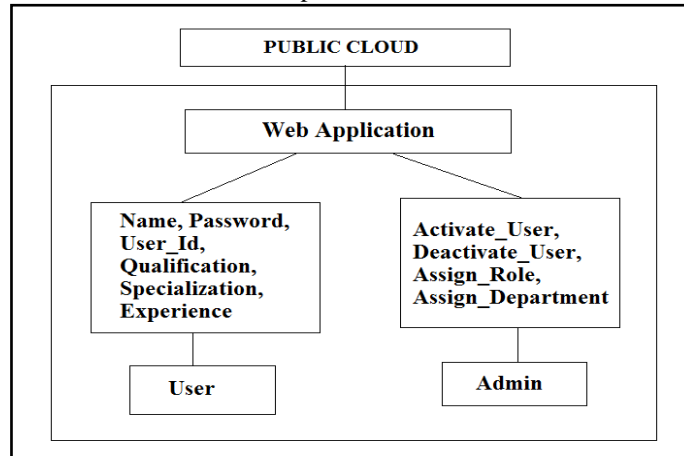 PUBLIC CLOUD
Web Application
Name, Password,
User_Id,
Qualification,
Specialization,
Experience
Activate_User,
Deactivate_User,
Assign_Role,
Assign_Department
User
Admin